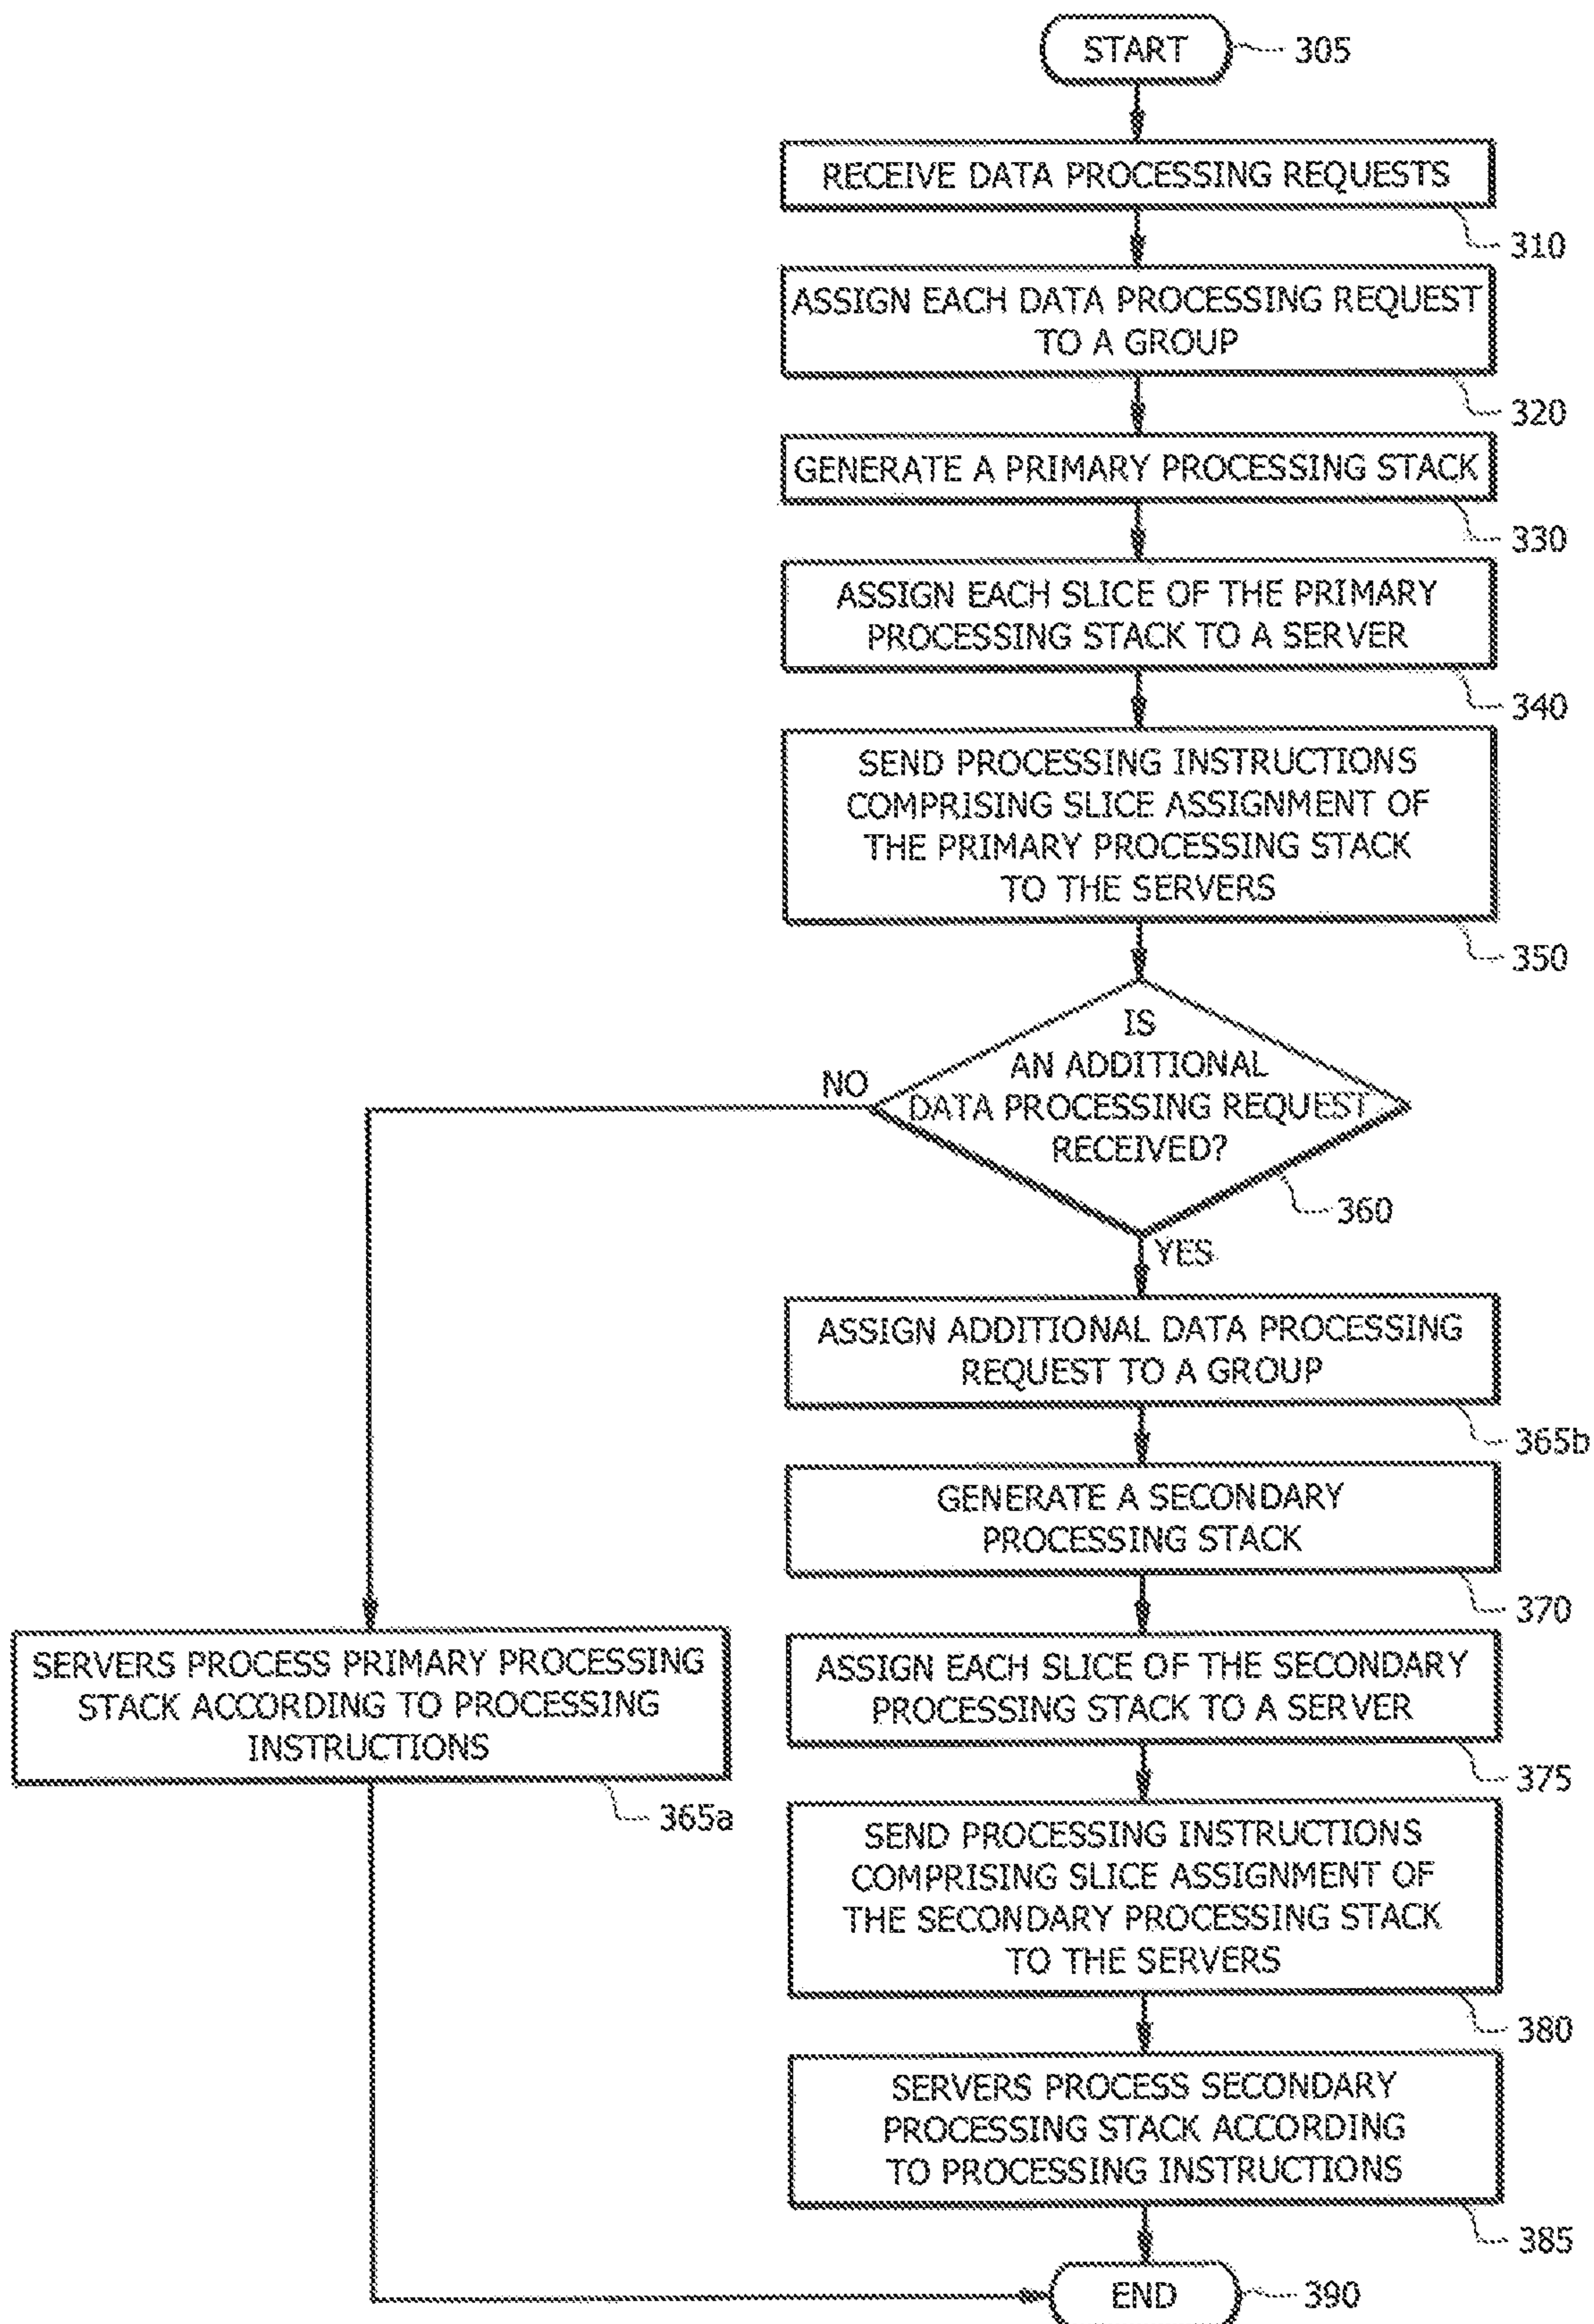 START
305
RECEIVE DATA PROCESSING REQUESTS
310
ASSIGN EACH DATA PROCESSING REQUEST
TO A GROUP
320
GENERATE A PRIMARY PROCESSING STACK
330
ASSIGN EACH SLICE OF THE PRIMARY
PROCESSING STACK TO A SERVER
340
SEND PROCESSING INSTRUCTIONS
COMPRISING SLICE ASSIGNMENT OF
THE PRIMARY PROCESSING STACK
TO THE SERVERS
350
IS
AN ADDITIONAL
DATA PROCESSING REQUEST
RECEIVED?
360
NO
YES
ASSIGN ADDITIONAL DATA PROCESSING
REQUEST TO A GROUP
365b
GENERATE A SECONDARY
PROCESSING STACK
370
SERVERS PROCESS PRIMARY PROCESSING
STACK ACCORDING TO PROCESSING
INSTRUCTIONS
365a
ASSIGN EACH SLICE OF THE SECONDARY
PROCESSING STACK TO A SERVER
375
SEND PROCESSING INSTRUCTIONS
COMPRISING SLICE ASSIGNMENT OF
THE SECONDARY PROCESSING STACK
TO THE SERVERS
380
SERVERS PROCESS SECONDARY
PROCESSING STACK ACCORDING
TO PROCESSING INSTRUCTIONS
385
END
390